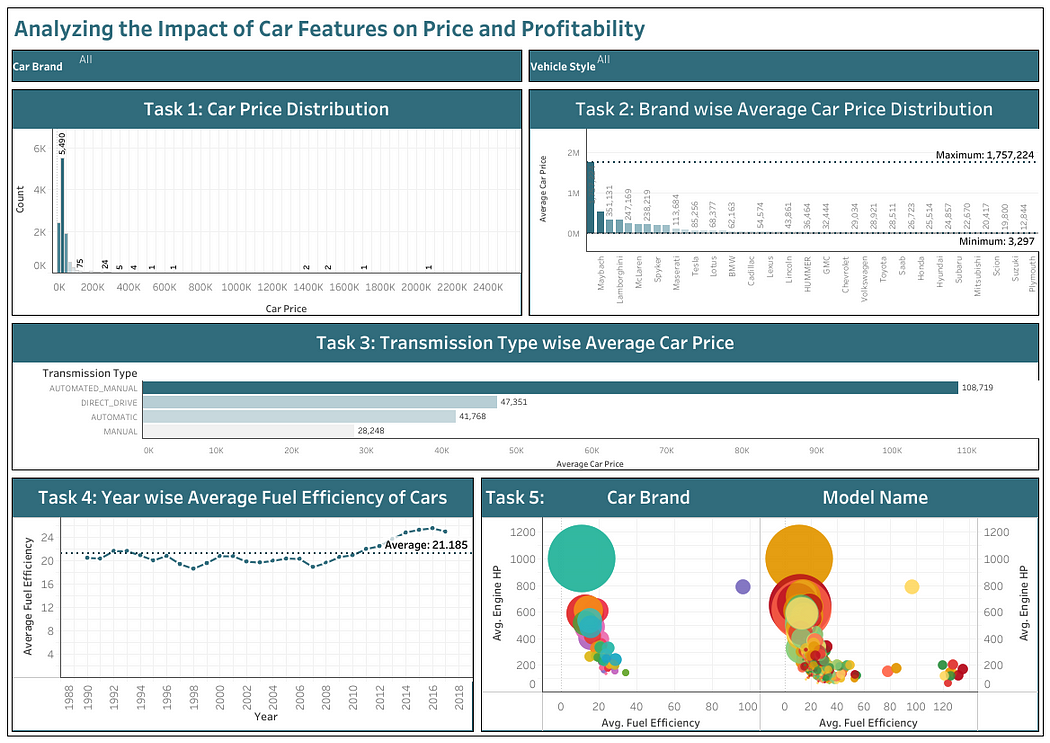 Analyzing the Impact of Car Features on Price and Profitability
Car Brand All
Vehicle Style All
Task 1: Car Price Distribution
Count
6K
4K
2K
0K
5,490
75
24
5
4
1
1
2
2
1
1
0K 200K 400K 600K 800K 1000K 1200K 1400K 1600K 1800K 2000K 2200K 2400K
Car Price
Task 2: Brand wise Average Car Price Distribution
Average Car Price
2M
1M
0M
Maximum: 1,757,224
351,131
247,169
238,219
113,684
85,256
68,377
62,163
54,574
43,861
36,464
32,444
29,034
28,921
28,511
26,723
25,514
24,857
22,670
20,417
19,800
12,844
Minimum: 3,297
Maybach
Lamborghini
McLaren
Spyker
Maserati
Tesla
Lotus
BMW
Cadillac
Lexus
Lincoln
HUMMER
GMC
Chevrolet
Volkswagen
Toyota
Saab
Honda
Hyundai
Subaru
Mitsubishi
Scion
Suzuki
Plymouth
Task 3: Transmission Type wise Average Car Price
Transmission Type
AUTOMATED_MANUAL 108,719
DIRECT_DRIVE 47,351
AUTOMATIC 41,768
MANUAL 28,248
0K 10K 20K 30K 40K 50K 60K 70K 80K 90K 100K 110K
Average Car Price
Task 4: Year wise Average Fuel Efficiency of Cars
Average Fuel Efficiency
24
20
16
12
8
4
Average: 21.185
1988 1990 1992 1994 1996 1998 2000 2002 2004 2006 2008 2010 2012 2014 2016 2018
Year
Task 5: Car Brand Model Name
Avg. Engine HP
1200
1000
800
600
400
200
0
0 20 40 60 80 100
Avg. Fuel Efficiency
0 20 40 60 80 100 120
Avg. Fuel Efficiency
1200
1000
800
600
400
200
0
Avg. Engine HP